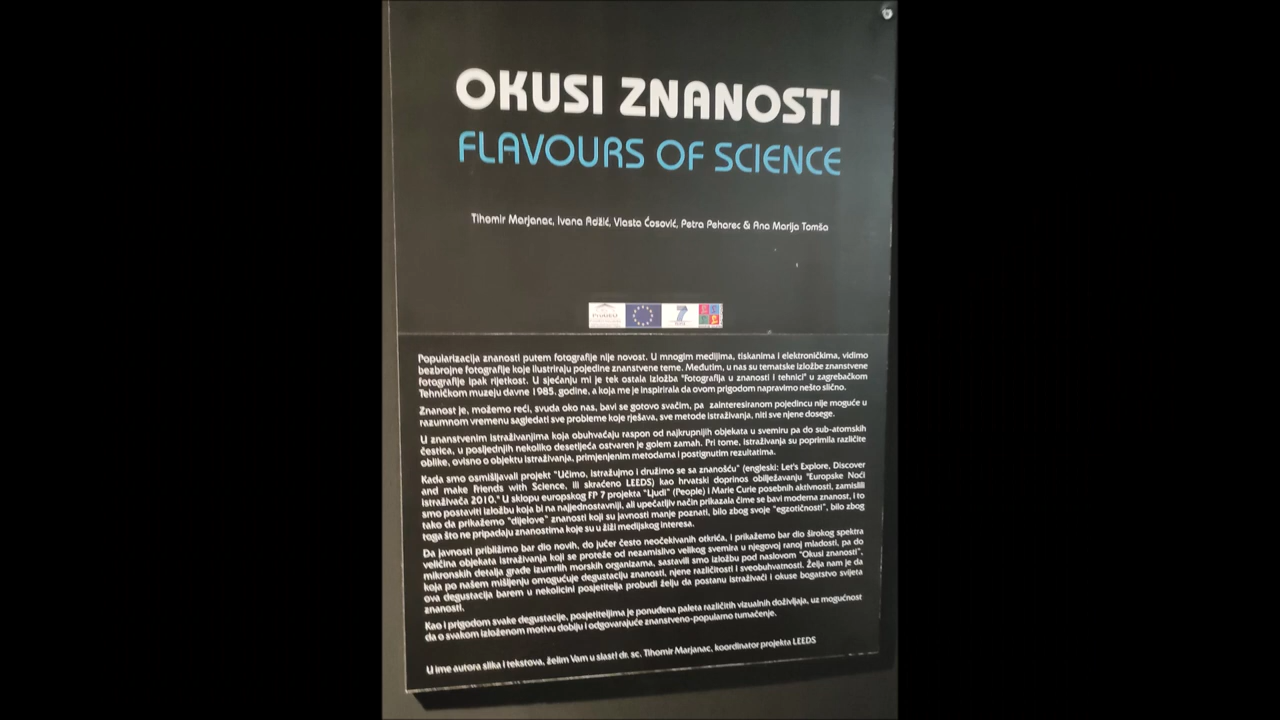 OKUSI ZNANOSTI
FLAVOURS OF SCIENCE
Tihomir Marjanac, Ivana Adžić, Vlasta Ćosović, Petra Peharec & Ana Marija Tomša
7
Popularizacija znanosti putem fotografije nije novost. U mnogim medijima, tiskanima i elektroničkima, vidimo
bezbrojne fotografije koje ilustriraju pojedine znanstvene teme. Međutim, u nas su tematske izložbe znanstvene
fotografije ipak rijetkost. U sjećanju mi je tek ostala izložba "Fotografija u znanosti i tehnici" u zagrebačkom
Tehničkom muzeju davne 1985. godine, a koja me je inspirirala da ovom prigodom napravimo nešto slično.
Znanost je, možemo reći, svuda oko nas, bavi se gotovo svačim, pa zainteresiranom pojedincu nije moguće u
razumnom vremenu sagledati sve probleme koje rješava, sve metode istraživanja, niti sve njene dosege.
U znanstvenim istraživanjima koja obuhvaćaju raspon od najkrupnijih objekata u svemiru pa do sub-atomskih
čestica, u posljednjih nekoliko desetljeća ostvaren je golem zamah. Pri tome, istraživanja su poprimila različite
oblike, ovisno o objektu istraživanja, primjenjenim metodama i postignutim rezultatima.
Kada smo osmišljavali projekt "Učimo, istražujmo i družimo se sa znanošću" (engleski: Let's Explore, Discover
and make friends with Science, ili skraćeno LEEDS) kao hrvatski doprinos obilježavanju "Europske Noći
Istraživača 2010." U sklopu europskog FP 7 projekta "Ljudi" (People) i Marie Curie posebnih aktivnosti, zamislili
smo postaviti izložbu koja bi na najjednostavniji, ali upečatljiv način prikazala čime se bavi moderna znanost, i to
tako da prikažemo "dijelove" znanosti koji su javnosti manje poznati, bilo zbog svoje "egzotičnosti", bilo zbog
toga što ne pripadaju znanostima koje su u žiži medijskog interesa.
Da javnosti približimo bar dio novih, do jučer često neočekivanih otkrića, i prikažemo bar dio širokog spektra
veličina objekata istraživanja koji se proteže od nezamislivo velikog svemira u njegovoj ranoj mladosti, pa do
mikronskih detalja građe izumrlih morskih organizama, sastavili smo izložbu pod naslovom "Okusi znanosti",
koja po našem mišljenju omogućuje degustaciju znanosti, njene različitosti i sveobuhvatnosti. Želja nam je da
ova degustacija barem u nekolicini posjetitelja probudi želju da postanu istraživači i okuse bogatstvo svijeta
znanosti.
Kao i prigodom svake degustacije, posjetiteljima je ponuđena paleta različitih vizualnih doživljaja, uz mogućnost
da o svakom izloženom motivu dobiju i odgovarajuće znanstveno-popularno tumačenje.
U ime autora slika i tekstova, želim Vam u slast! dr. sc. Tihomir Marjanac, koordinator projekta LEEDS